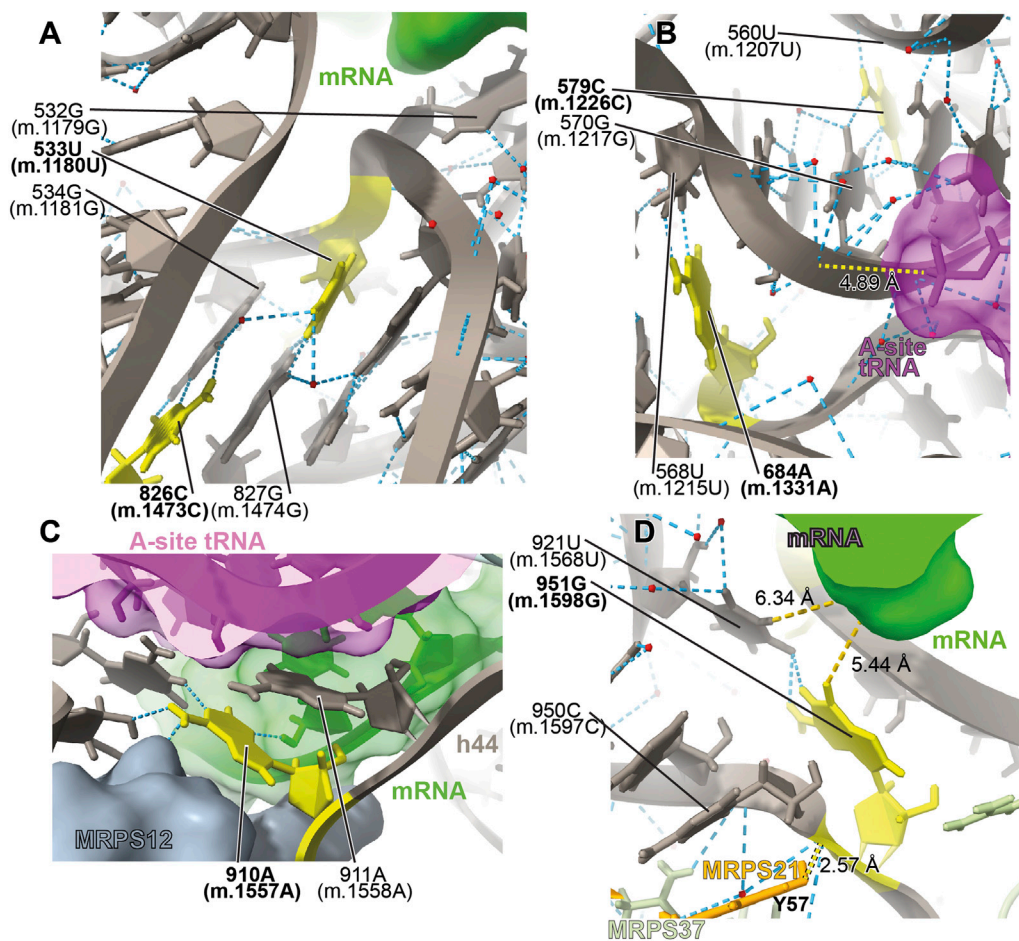 A
mRNA
532G
(m.1179G)
533U
(m.1180U)
534G
(m.1181G)
826C
(m.1473C)
827G
(m.1474G)
B
560U
(m.1207U)
579C
(m.1226C)
570G
(m.1217G)
4.89 Å
A-site
tRNA
568U
(m.1215U)
684A
(m.1331A)
C
A-site tRNA
h44
mRNA
MRPS12
910A
(m.1557A)
911A
(m.1558A)
D
921U
(m.1568U)
951G
(m.1598G)
mRNA
6.34 Å
mRNA
5.44 Å
950C
(m.1597C)
MRPS21
2.57 Å
Y57
MRPS37